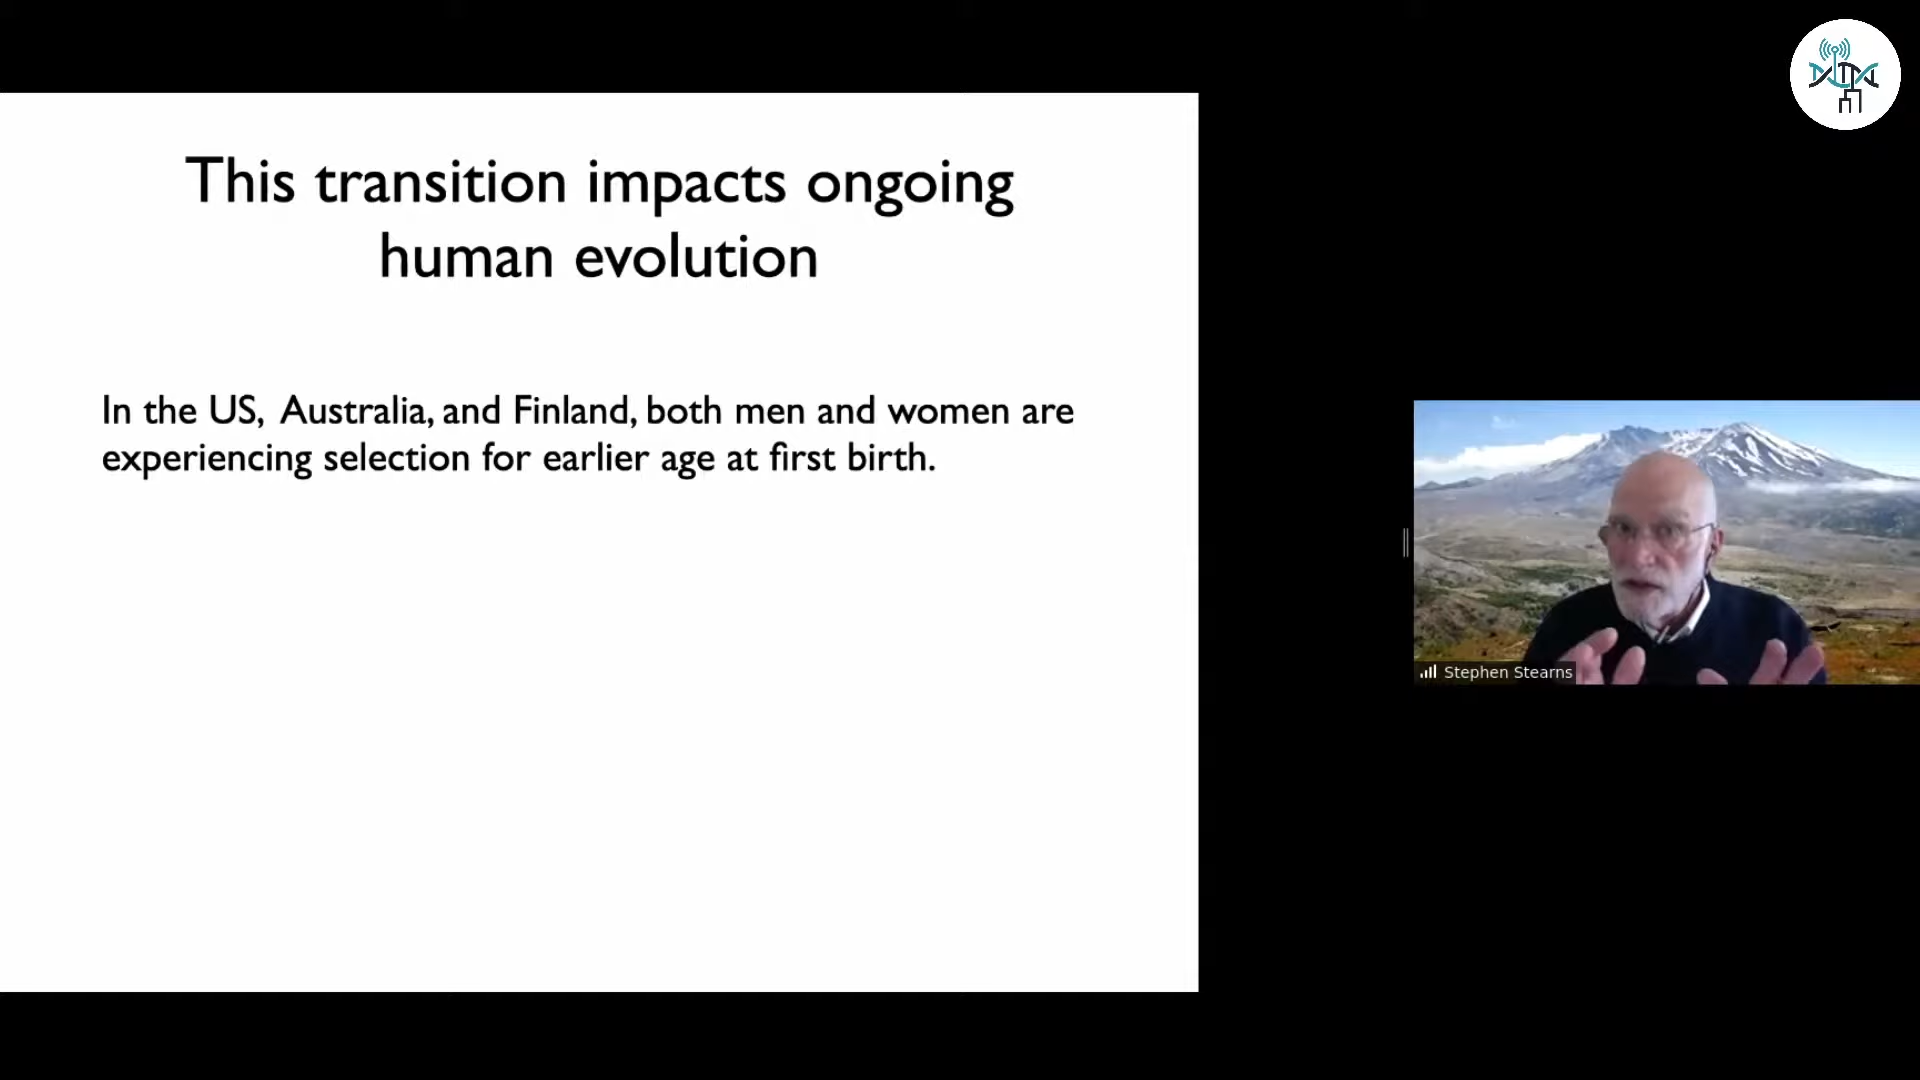 This transition impacts ongoing
human evolution
In the US, Australia, and Finland, both men and women are
experiencing selection for earlier age at first birth.
Stephen Stearns